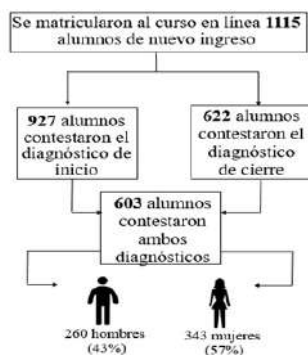 Se matricularon al curso en línea 1115
alumnos de nuevo ingreso
927 alumnos
contestaron el
diagnóstico de
inicio
622 alumnos
contestaron el
diagnóstico
de cierre
603 alumnos
contestaron
ambos
diagnósticos
260 hombres
(43%)
343 mujeres
(57%)